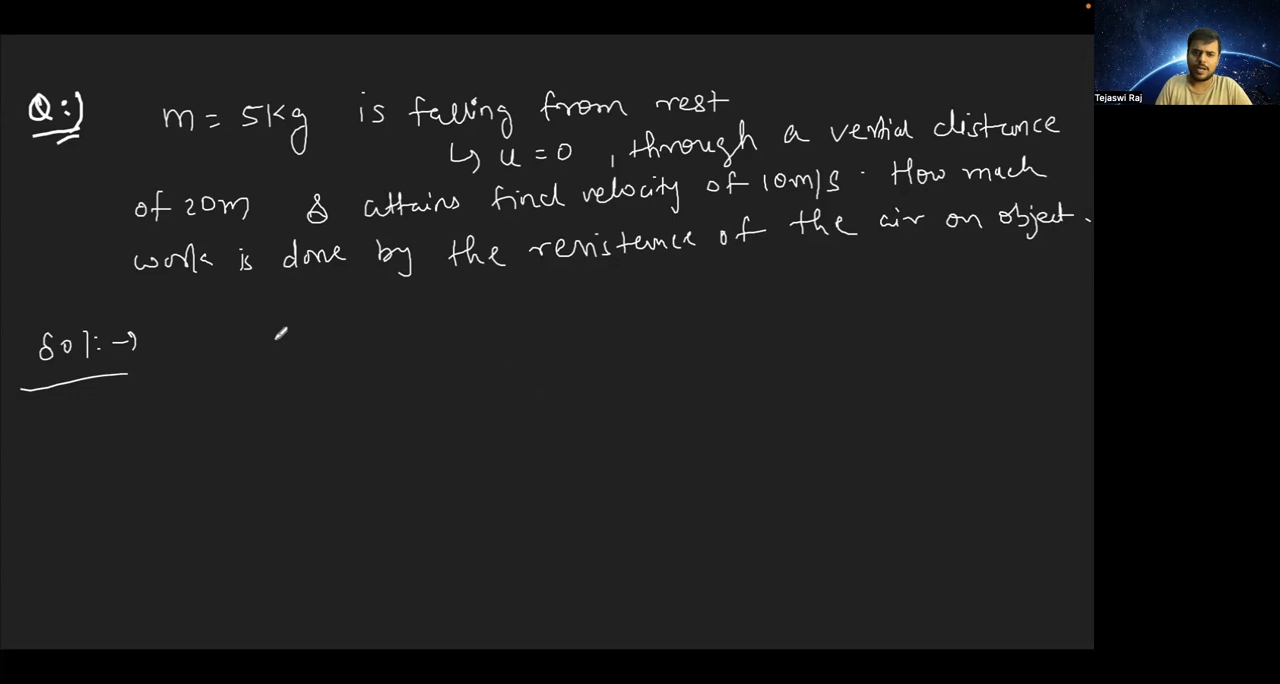 Q:) m = 5Kg is falling from rest
↳ u = 0, through a vertical distance
of 20m & attains final velocity of 10m/s. How much
work is done by the resistence of the air on object.
Sol:→
Tejaswi Raj